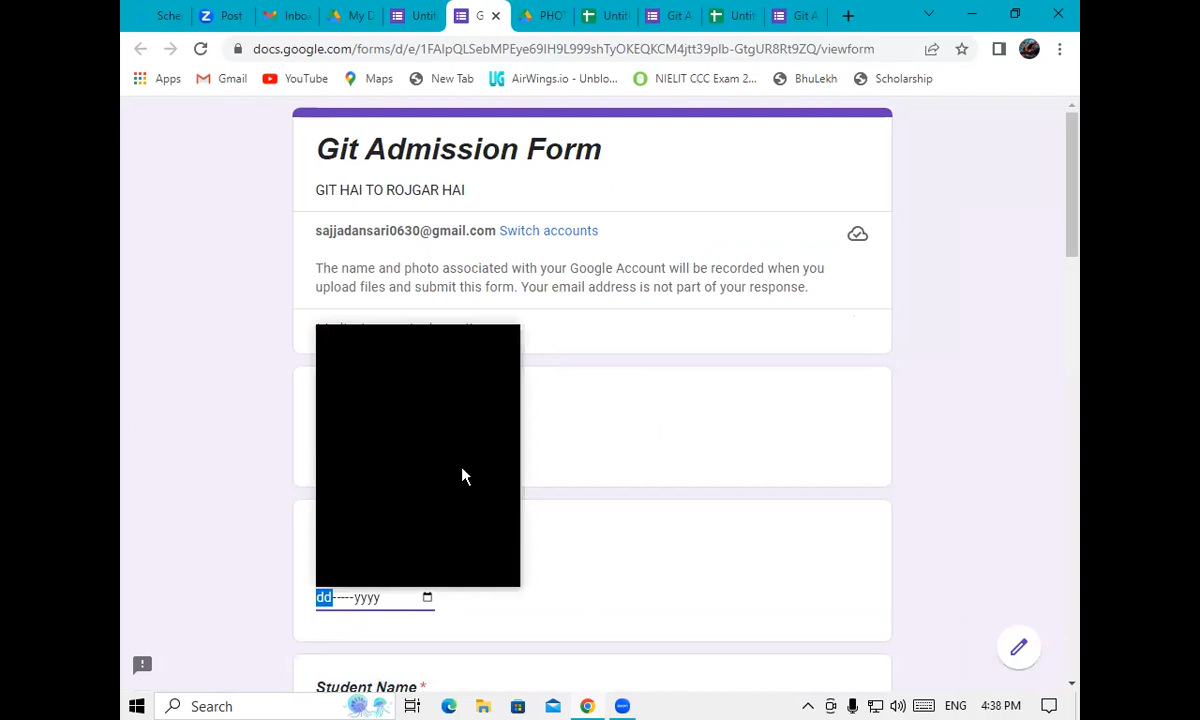 Sche
Post
Inbo
My D
Untit
G
PHO
Untit
Git A
Untit
Git A
docs.google.com/forms/d/e/1FAIpQLSebMPEye69IH9L999shTyOKEQKCM4jtt39pIb-GtgUR8Rt9ZQ/viewform
Apps
Gmail
YouTube
Maps
New Tab
UG
AirWings.io - Unblo...
NIELIT CCC Exam 2...
BhuLekh
Scholarship
Git Admission Form
GIT HAI TO ROJGAR HAI
sajjadansari0630@gmail.com Switch accounts
The name and photo associated with your Google Account will be recorded when you
upload files and submit this form. Your email address is not part of your response.
dd-----yyyy
Student Name *
Search
ENG
4:38 PM